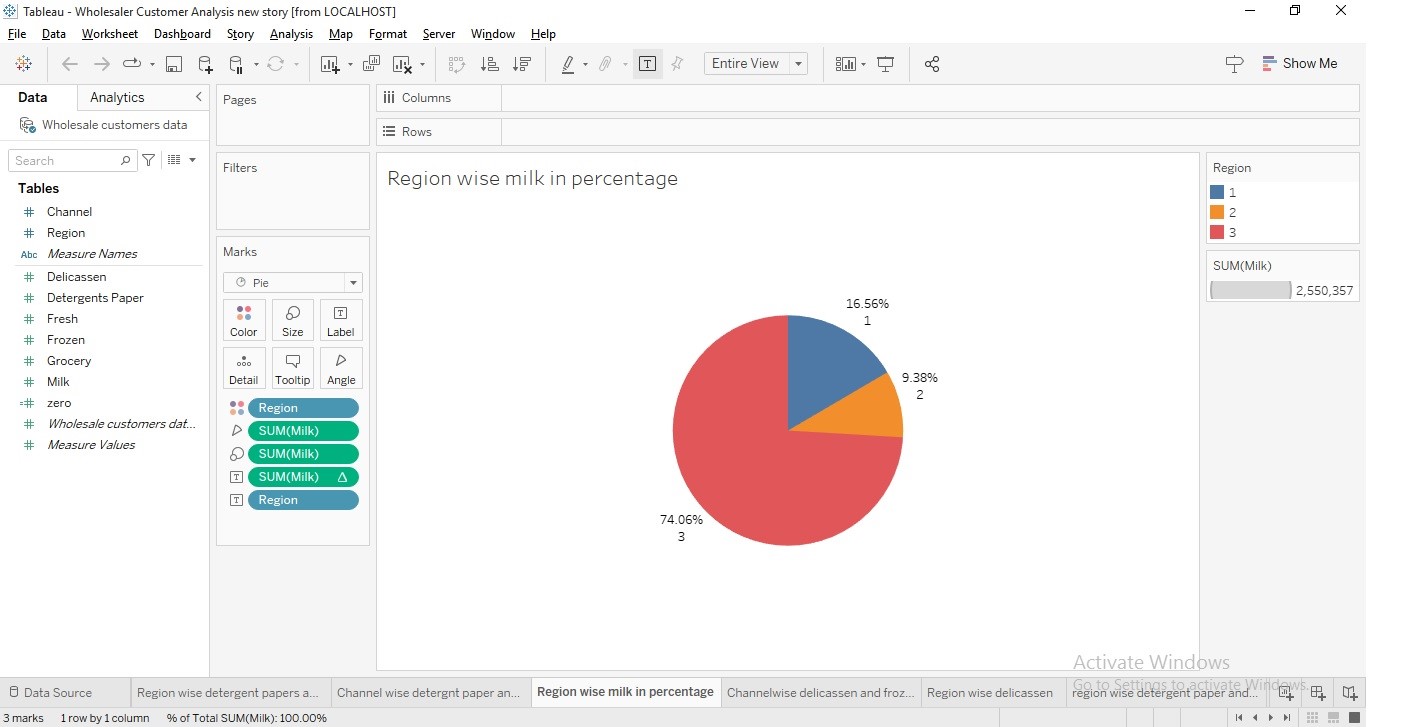 Tableau - Wholesaler Customer Analysis new story [from LOCALHOST]
File Data Worksheet Dashboard Story Analysis Map Format Server Window Help
Entire View
Show Me
Data Analytics
Wholesale customers data
Search
Tables
# Channel
# Region
Abc Measure Names
# Delicassen
# Detergents Paper
# Fresh
# Frozen
# Grocery
# Milk
=# zero
# Wholesale customers dat...
# Measure Values
Pages
Filters
Marks
Pie
Color Size Label
Detail Tooltip Angle
Region
SUM(Milk)
SUM(Milk)
SUM(Milk) Δ
Region
Columns
Rows
Region wise milk in percentage
16.56%
1
9.38%
2
74.06%
3
Region
1
2
3
SUM(Milk)
2,550,357
Activate Windows
Go to Settings to activate Windows.
Data Source Region wise detergent papers a... Channel wise detergnt paper an... Region wise milk in percentage Channelwise delicassen and froz... Region wise delicassen region wise detergent paper and...
3 marks 1 row by 1 column % of Total SUM(Milk): 100.00%